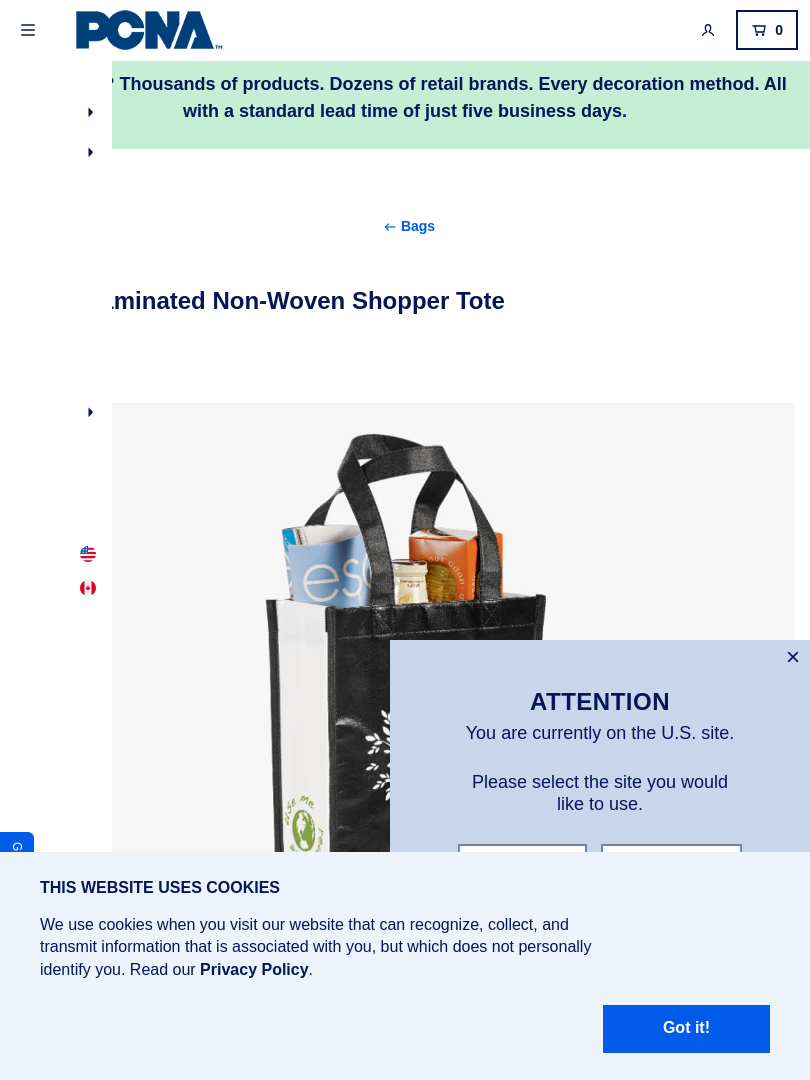 PCNA™
0
? Thousands of products. Dozens of retail brands. Every decoration method. All
with a standard lead time of just five business days.
Bags
aminated Non-Woven Shopper Tote
use me
ATTENTION
You are currently on the U.S. site.
Please select the site you would
like to use.
G
THIS WEBSITE USES COOKIES
We use cookies when you visit our website that can recognize, collect, and
transmit information that is associated with you, but which does not personally
identify you. Read our Privacy Policy.
Got it!